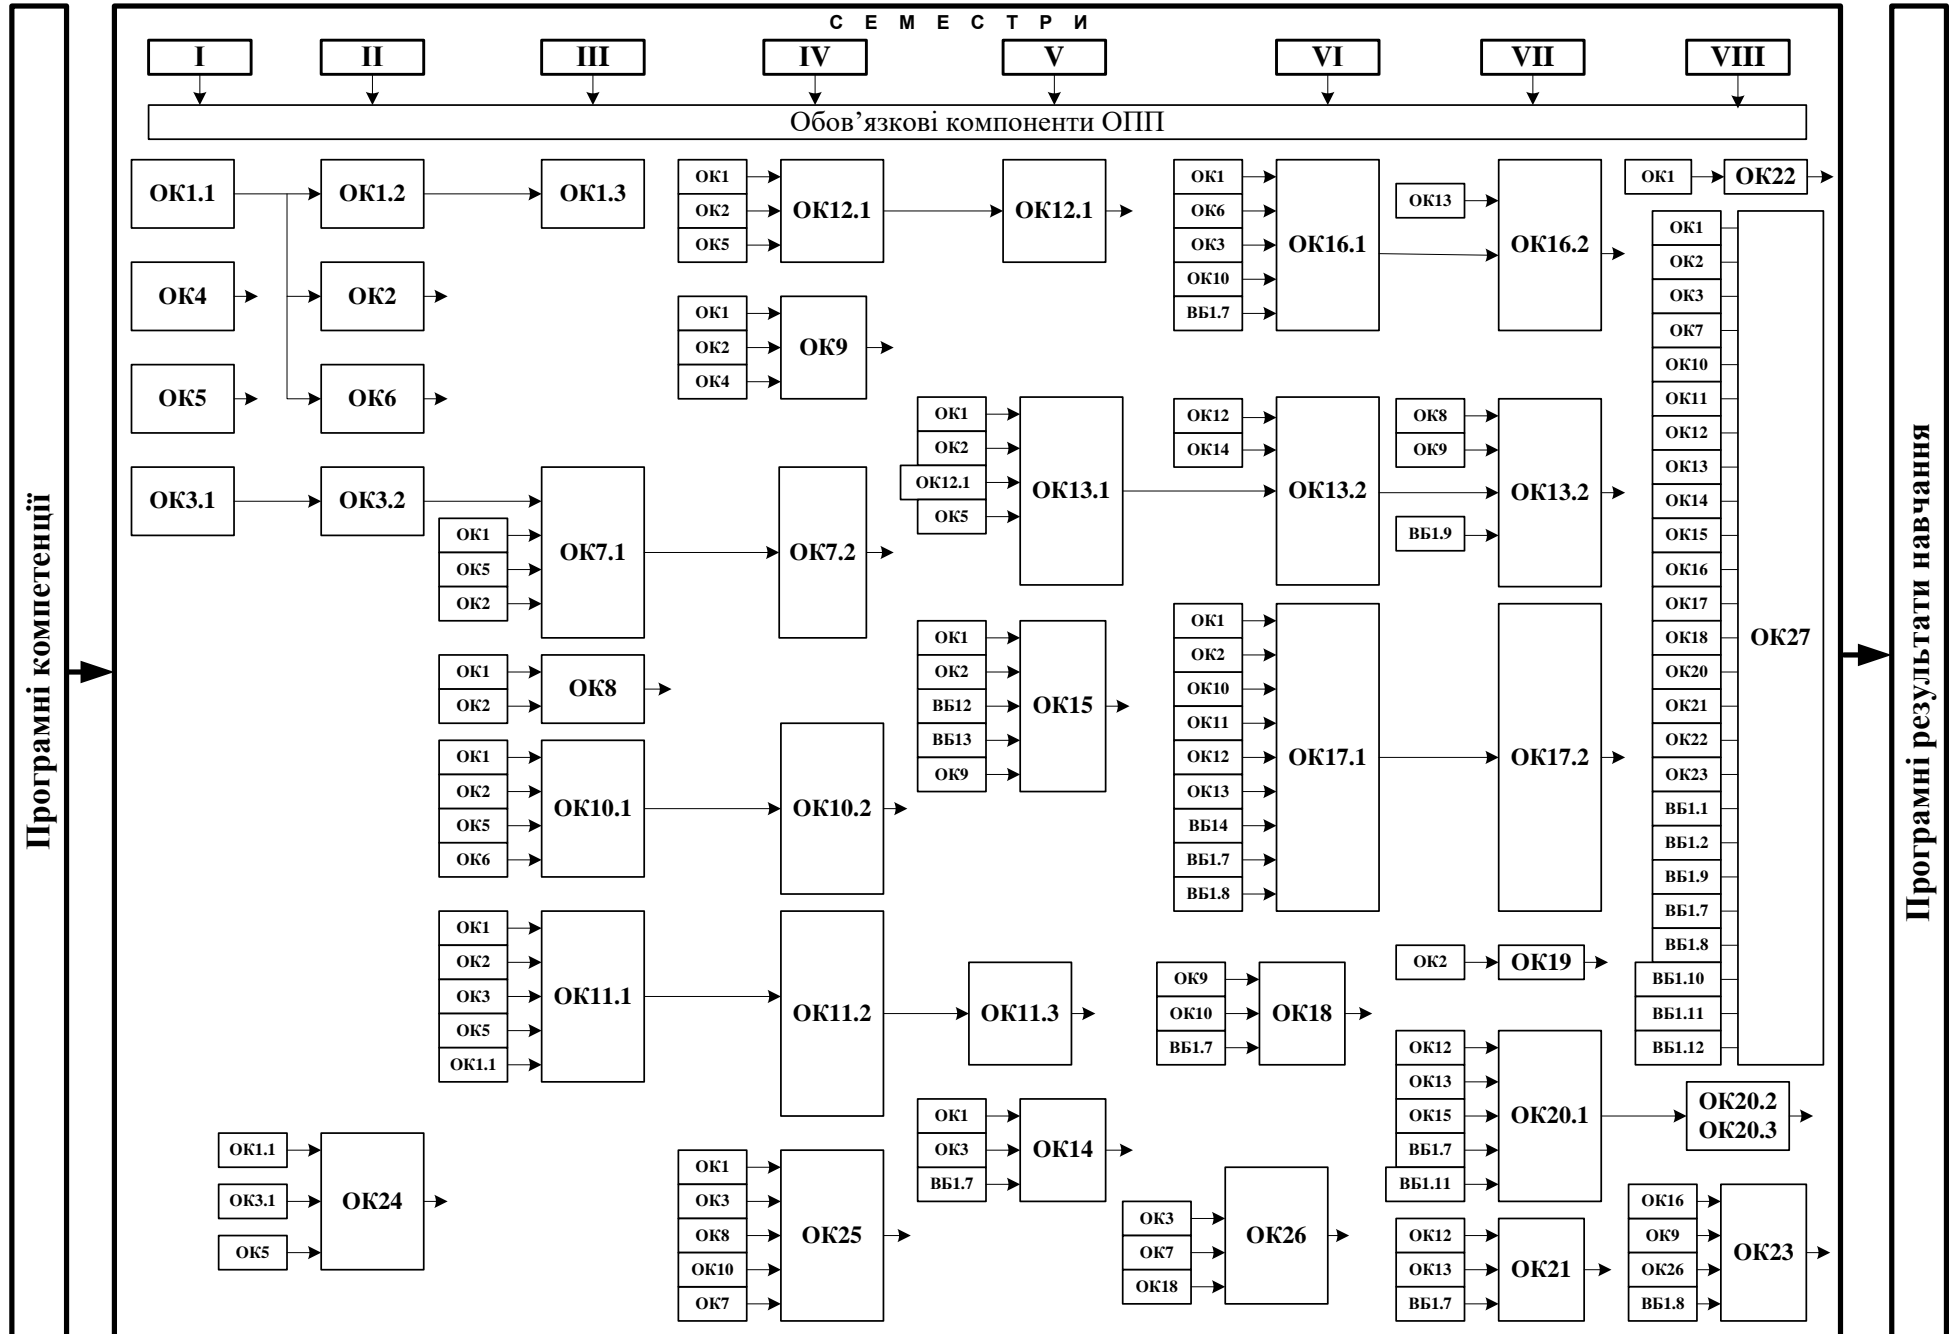 С Е М Е С Т Р И
I
II
III
IV
V
VI
VII
VIII
Обов’язкові компоненти ОПП
Програмні компетенції
Програмні результати навчання
ОК1.1
ОК4
ОК5
ОК3.1
ОК1.2
ОК2
ОК6
ОК3.2
ОК1.1
ОК3.1
ОК5
ОК24
ОК1.3
ОК1
ОК5
ОК2
ОК7.1
ОК1
ОК2
ОК8
ОК1
ОК2
ОК5
ОК6
ОК10.1
ОК1
ОК2
ОК3
ОК5
ОК1.1
ОК11.1
ОК1
ОК2
ОК5
ОК12.1
ОК1
ОК2
ОК4
ОК9
ОК7.2
ОК10.2
ОК11.2
ОК1
ОК3
ОК8
ОК10
ОК7
ОК25
ОК12.1
ОК1
ОК2
ОК12.1
ОК5
ОК13.1
ОК1
ОК2
ВБ12
ВБ13
ОК9
ОК15
ОК11.3
ОК1
ОК3
ВБ1.7
ОК14
ОК1
ОК6
ОК3
ОК10
ВБ1.7
ОК16.1
ОК12
ОК14
ОК13.2
ОК1
ОК2
ОК10
ОК11
ОК12
ОК13
ВБ14
ВБ1.7
ВБ1.8
ОК17.1
ОК9
ОК10
ВБ1.7
ОК18
ОК3
ОК7
ОК18
ОК26
ОК13
ОК16.2
ОК8
ОК9
ВБ1.9
ОК13.2
ОК17.2
ОК2
ОК19
ОК12
ОК13
ОК15
ВБ1.7
ВБ1.11
ОК20.1
ОК12
ОК13
ВБ1.7
ОК21
ОК1
ОК22
ОК1
ОК2
ОК3
ОК7
ОК10
ОК11
ОК12
ОК13
ОК14
ОК15
ОК16
ОК17
ОК18
ОК20
ОК21
ОК22
ОК23
ВБ1.1
ВБ1.2
ВБ1.9
ВБ1.7
ВБ1.8
ВБ1.10
ВБ1.11
ВБ1.12
ОК27
ОК20.2
ОК20.3
ОК16
ОК9
ОК26
ВБ1.8
ОК23